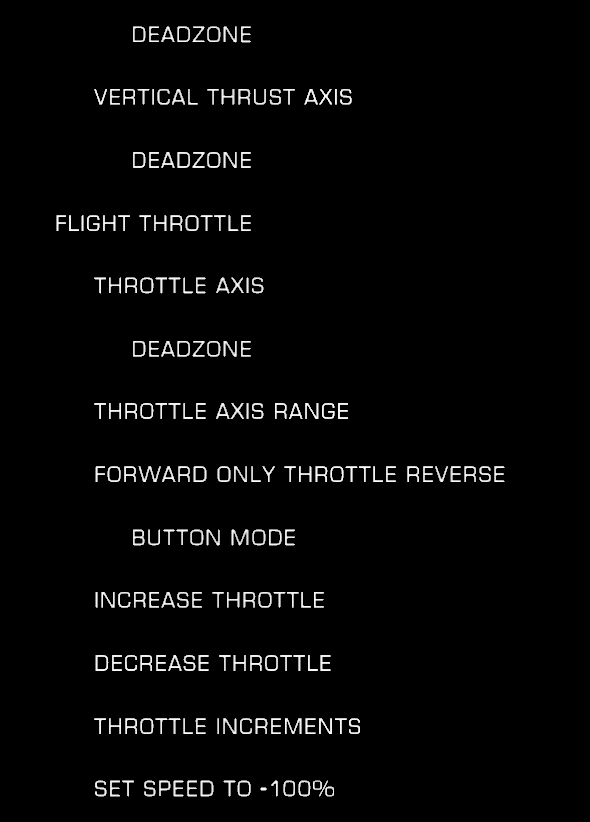 DEADZONE
VERTICAL THRUST AXIS
DEADZONE
FLIGHT THROTTLE
THROTTLE AXIS
DEADZONE
THROTTLE AXIS RANGE
FORWARD ONLY THROTTLE REVERSE
BUTTON MODE
INCREASE THROTTLE
DECREASE THROTTLE
THROTTLE INCREMENTS
SET SPEED TO -100%